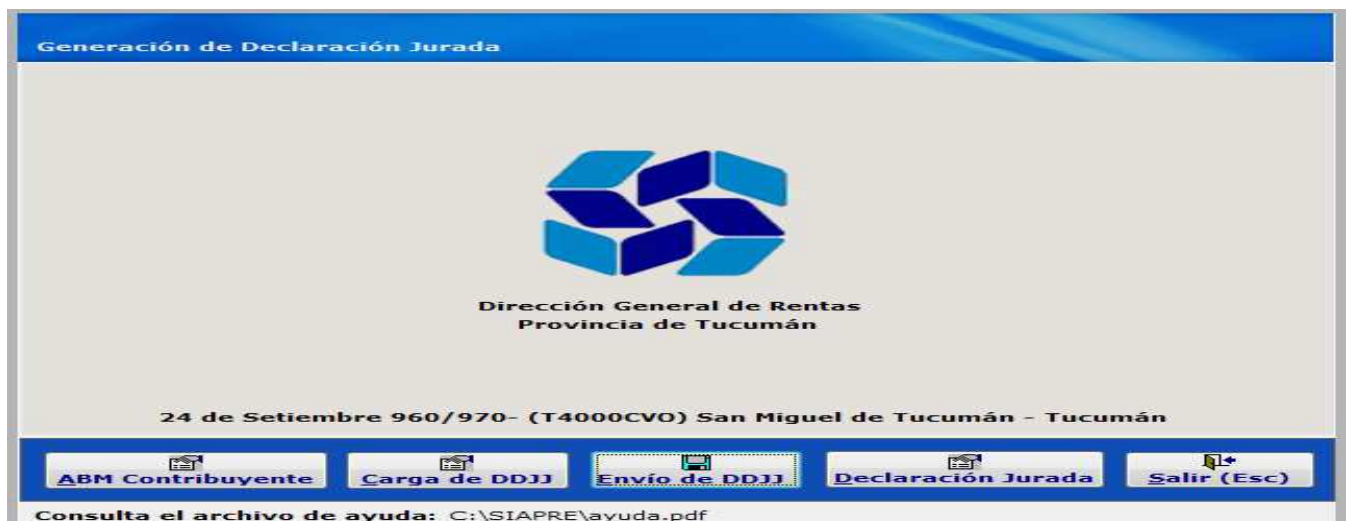 Generación de Declaración Jurada
Dirección General de Rentas
Provincia de Tucumán
24 de Setiembre 960/970- (T4000CVO) San Miguel de Tucumán - Tucumán
ABM Contribuyente Carga de DDJJ Envío de DDJJ Declaración Jurada Salir (Esc)
Consulta el archivo de ayuda: C:\SIAPRE\ayuda.pdf